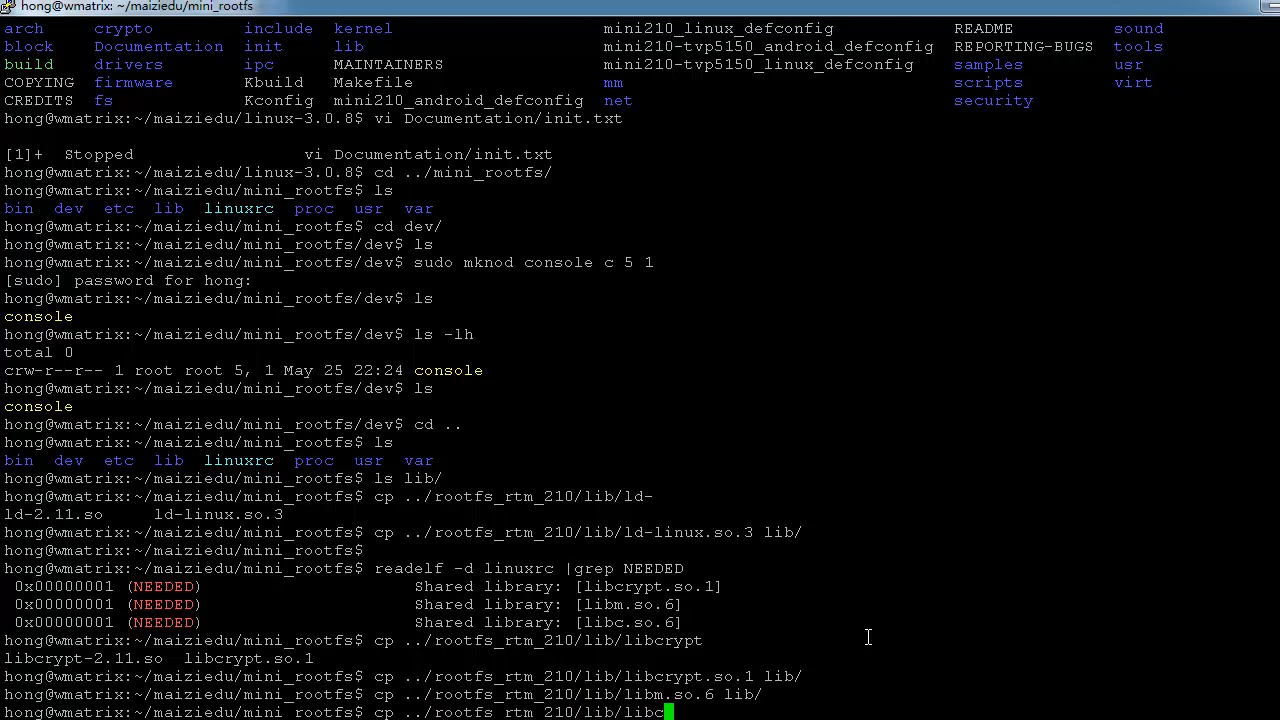 hong@wmatrix: ~/maiziedu/mini_rootfs
arch crypto include kernel mini210_linux_defconfig README sound
block Documentation init lib mini210-tvp5150_android_defconfig REPORTING-BUGS tools
build drivers ipc MAINTAINERS mini210-tvp5150_linux_defconfig samples usr
COPYING firmware Kbuild Makefile mm scripts virt
CREDITS fs Kconfig mini210_android_defconfig net security
hong@wmatrix:~/maiziedu/linux-3.0.8$ vi Documentation/init.txt
[1]+ Stopped vi Documentation/init.txt
hong@wmatrix:~/maiziedu/linux-3.0.8$ cd ../mini_rootfs/
hong@wmatrix:~/maiziedu/mini_rootfs$ ls
bin dev etc lib linuxrc proc usr var
hong@wmatrix:~/maiziedu/mini_rootfs$ cd dev/
hong@wmatrix:~/maiziedu/mini_rootfs/dev$ ls
hong@wmatrix:~/maiziedu/mini_rootfs/dev$ sudo mknod console c 5 1
[sudo] password for hong:
hong@wmatrix:~/maiziedu/mini_rootfs/dev$ ls
console
hong@wmatrix:~/maiziedu/mini_rootfs/dev$ ls -lh
total 0
crw-r--r-- 1 root root 5, 1 May 25 22:24 console
hong@wmatrix:~/maiziedu/mini_rootfs/dev$ ls
console
hong@wmatrix:~/maiziedu/mini_rootfs/dev$ cd ..
hong@wmatrix:~/maiziedu/mini_rootfs$ ls
bin dev etc lib linuxrc proc usr var
hong@wmatrix:~/maiziedu/mini_rootfs$ ls lib/
hong@wmatrix:~/maiziedu/mini_rootfs$ cp ../rootfs_rtm_210/lib/ld-
ld-2.11.so ld-linux.so.3
hong@wmatrix:~/maiziedu/mini_rootfs$ cp ../rootfs_rtm_210/lib/ld-linux.so.3 lib/
hong@wmatrix:~/maiziedu/mini_rootfs$
hong@wmatrix:~/maiziedu/mini_rootfs$ readelf -d linuxrc |grep NEEDED
0x00000001 (NEEDED) Shared library: [libcrypt.so.1]
0x00000001 (NEEDED) Shared library: [libm.so.6]
0x00000001 (NEEDED) Shared library: [libc.so.6]
hong@wmatrix:~/maiziedu/mini_rootfs$ cp ../rootfs_rtm_210/lib/libcrypt
libcrypt-2.11.so libcrypt.so.1
hong@wmatrix:~/maiziedu/mini_rootfs$ cp ../rootfs_rtm_210/lib/libcrypt.so.1 lib/
hong@wmatrix:~/maiziedu/mini_rootfs$ cp ../rootfs_rtm_210/lib/libm.so.6 lib/
hong@wmatrix:~/maiziedu/mini_rootfs$ cp ../rootfs_rtm_210/lib/libc